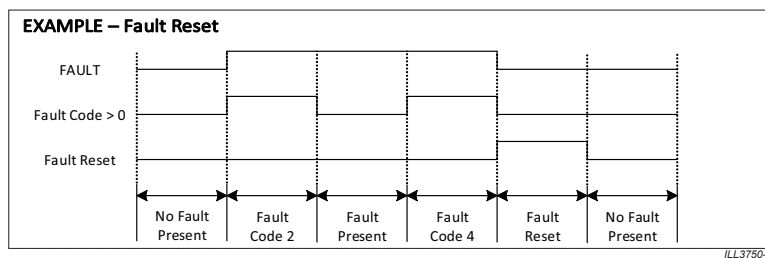 EXAMPLE – Fault Reset
FAULT
Fault Code > 0
Fault Reset
No Fault Present
Fault Code 2
Fault Present
Fault Code 4
Fault Reset
No Fault Present
ILL3750-